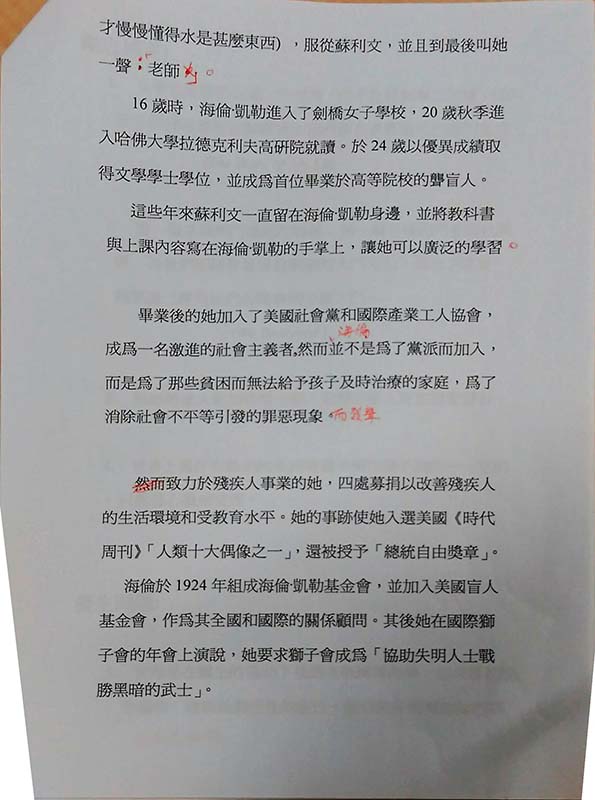 才慢慢懂得水是甚麼東西），服從蘇利文，並且到最後叫她
一聲：「老師」。
16 歲時，海倫·凱勒進入了劍橋女子學校，20 歲秋季進
入哈佛大學拉德克利夫高研院就讀。於 24 歲以優異成績取
得文學學士學位，並成為首位畢業於高等院校的聾盲人。
這些年來蘇利文一直留在海倫·凱勒身邊，並將教科書
與上課內容寫在海倫·凱勒的手掌上，讓她可以廣泛的學習。
畢業後的她加入了美國社會黨和國際產業工人協會，
海倫
成為一名激進的社會主義者,然而並不是為了黨派而加入，
而是為了那些貧困而無法給予孩子及時治療的家庭，為了
消除社會不平等引發的罪惡現象。而發聲
然而致力於殘疾人事業的她，四處募捐以改善殘疾人
的生活環境和受教育水平。她的事跡使她入選美國《時代
周刊》「人類十大偶像之一」，還被授予「總統自由獎章」。
海倫於 1924 年組成海倫·凱勒基金會，並加入美國盲人
基金會，作為其全國和國際的關係顧問。其後她在國際獅
子會的年會上演說，她要求獅子會成為「協助失明人士戰
勝黑暗的武士」。